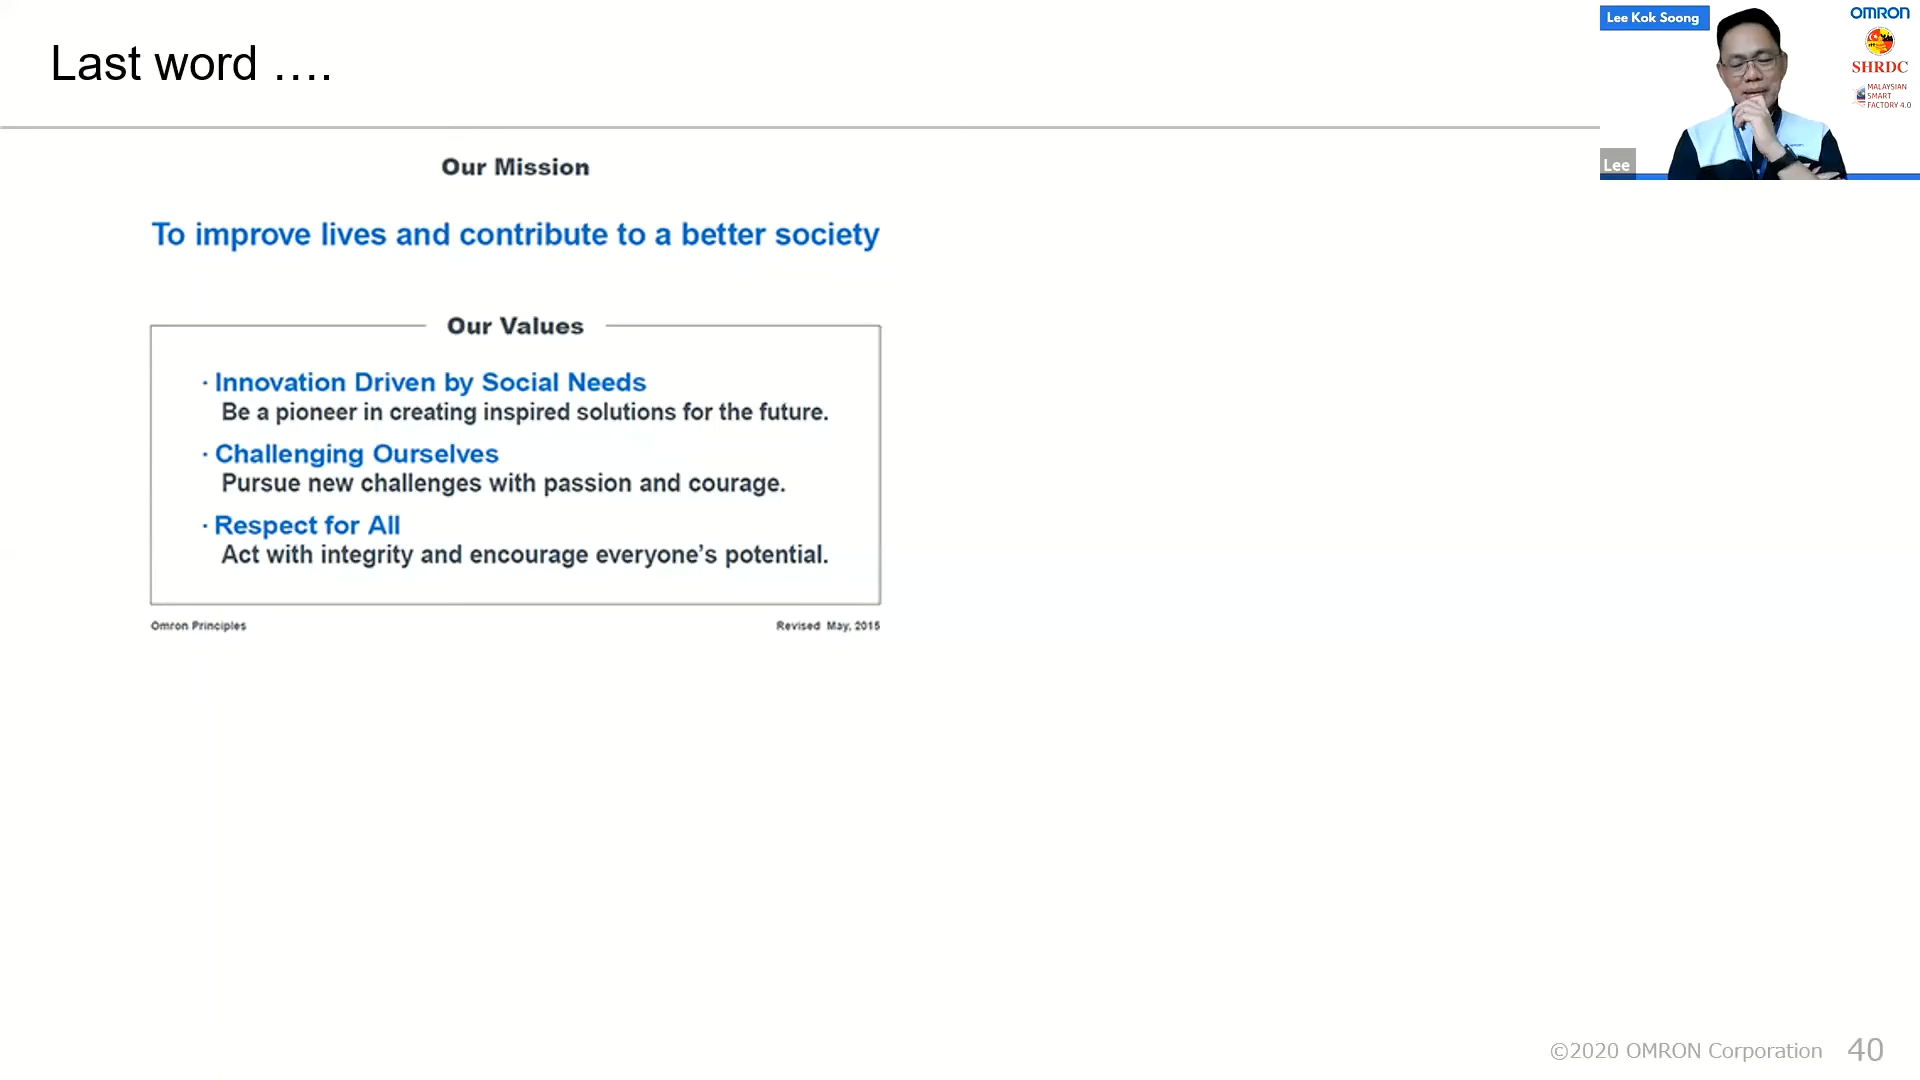 Last word ....
Lee Kok Soong
OMRON
SHRDC
MALAYSIAN
SMART
FACTORY 4.0
Lee
Our Mission
To improve lives and contribute to a better society
Our Values
· Innovation Driven by Social Needs
Be a pioneer in creating inspired solutions for the future.
· Challenging Ourselves
Pursue new challenges with passion and courage.
· Respect for All
Act with integrity and encourage everyone’s potential.
Omron Principles
Revised May, 2015
©2020 OMRON Corporation
40